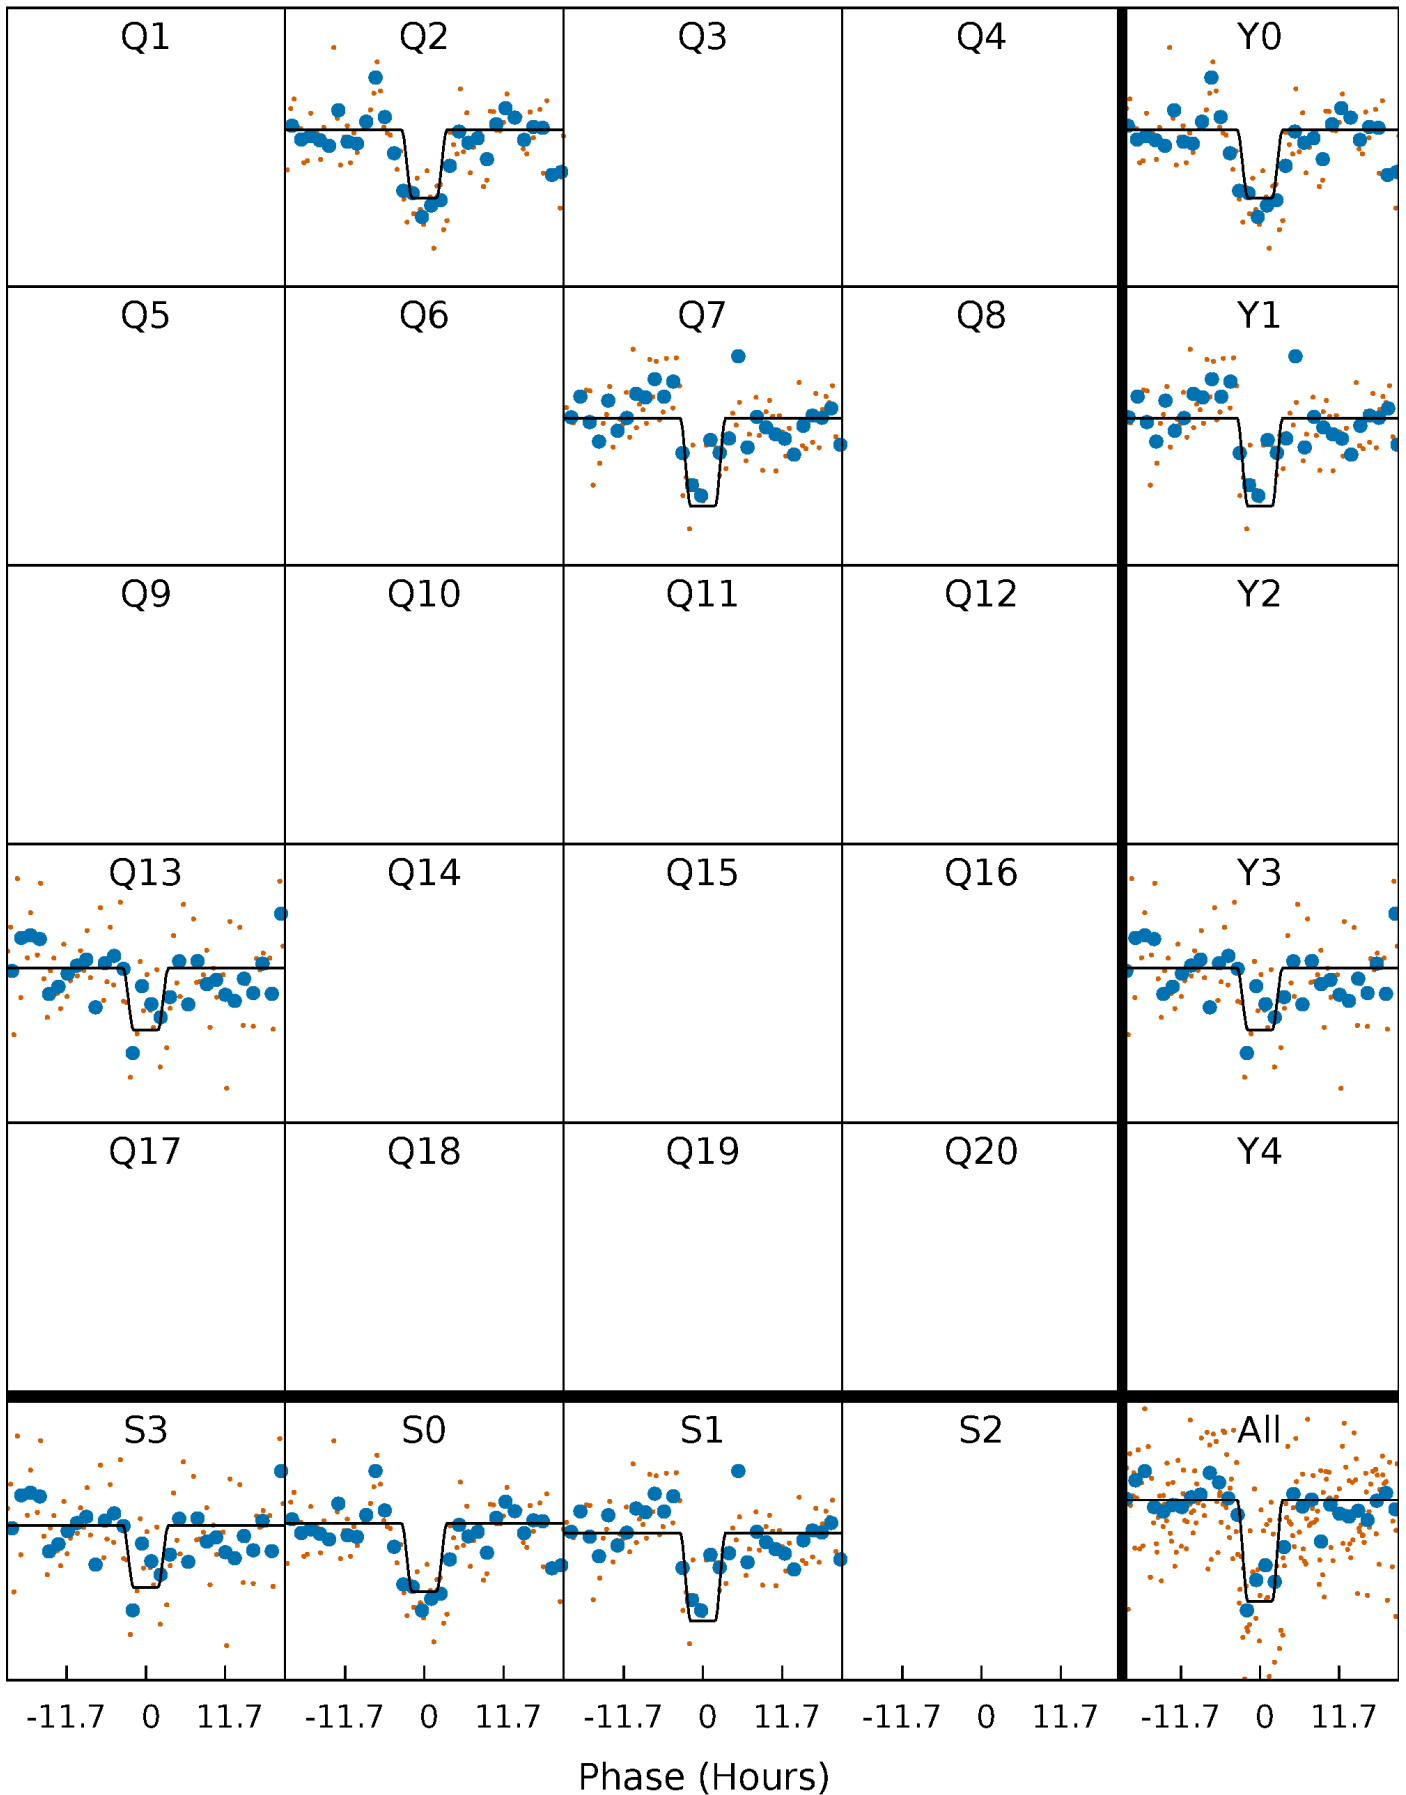 Q1 Q2 Q3 Q4 Y0
Q5 Q6 Q7 Q8 Y1
Q9 Q10 Q11 Q12 Y2
Q13 Q14 Q15 Q16 Y3
Q17 Q18 Q19 Q20 Y4
S3 S0 S1 S2 All
-11.7 0 11.7 -11.7 0 11.7 -11.7 0 11.7 -11.7 0 11.7 -11.7 0 11.7
Phase (Hours)